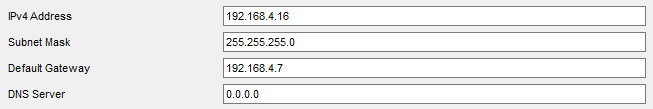 IPv4 Address 192.168.4.16
Subnet Mask 255.255.255.0
Default Gateway 192.168.4.7
DNS Server 0.0.0.0